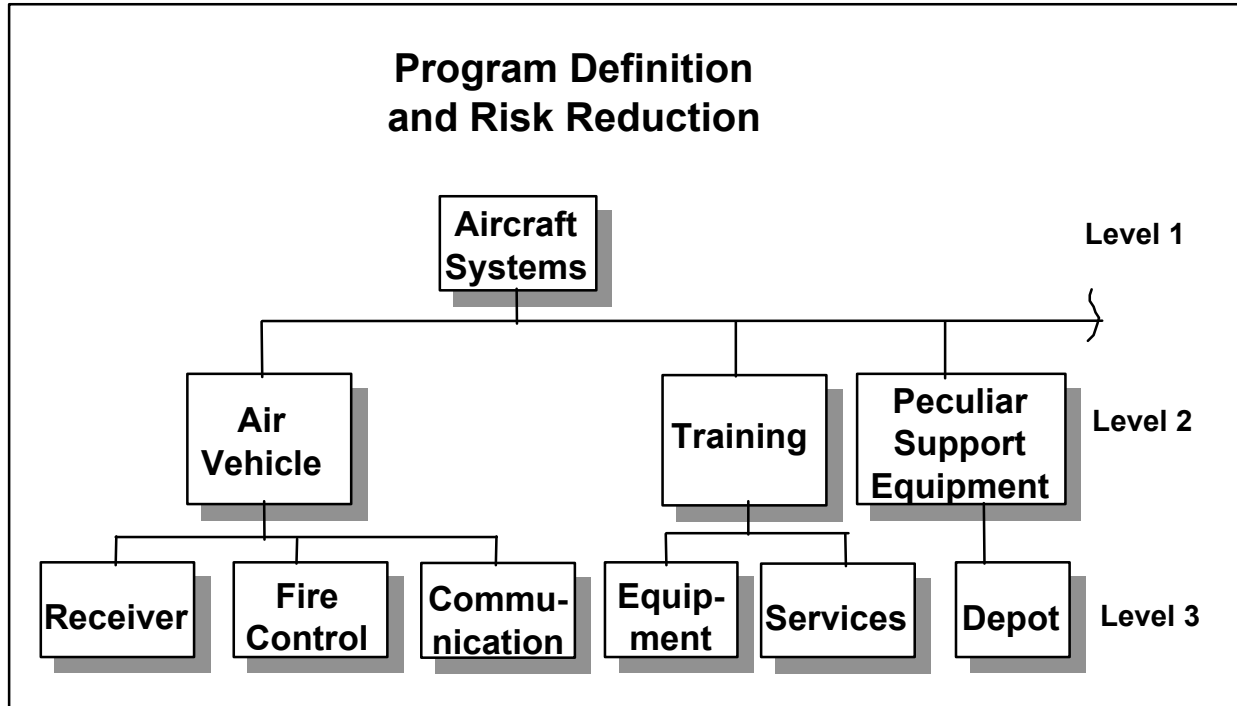 Program Definition
and Risk Reduction
Aircraft
Systems
Level 1
Air
Vehicle
Training
Peculiar
Support
Equipment
Level 2
Receiver
Fire
Control
Commu-
nication
Equip-
ment
Services
Depot
Level 3